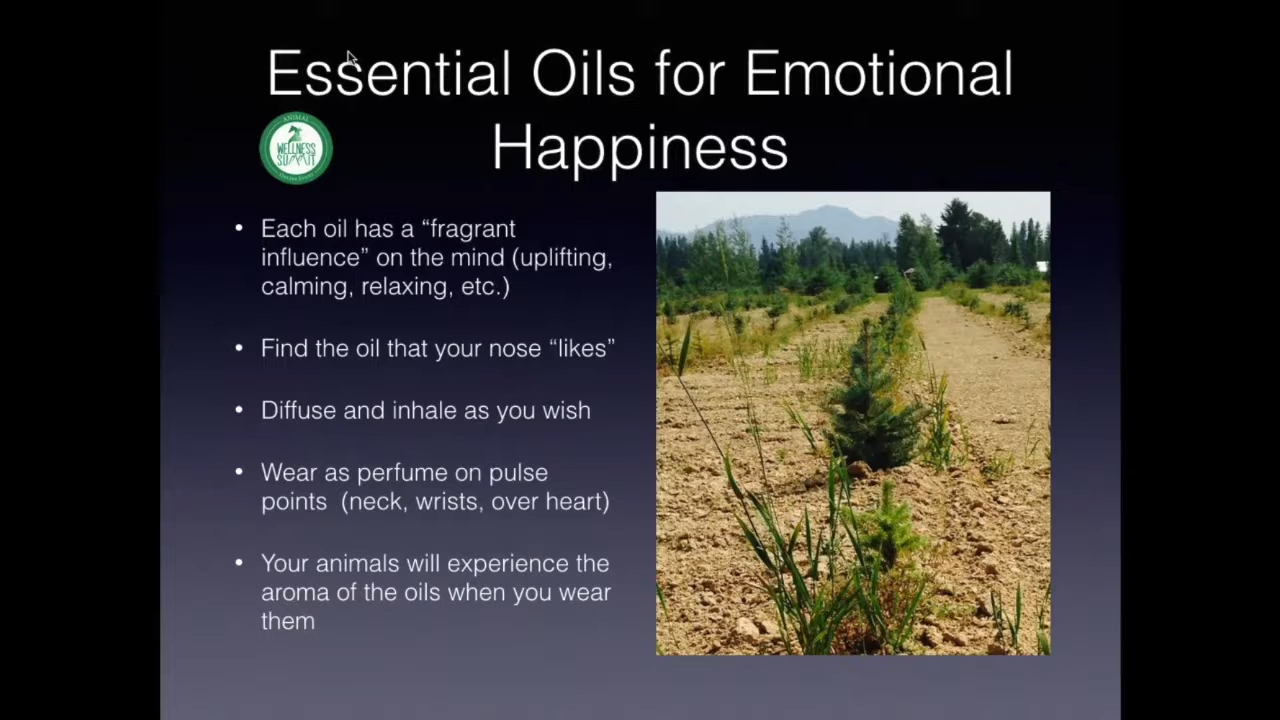 Essential Oils for Emotional
Happiness
ANIMAL
WELLNESS
SUMMIT
• Each oil has a “fragrant
influence” on the mind (uplifting,
calming, relaxing, etc.)
• Find the oil that your nose “likes”
• Diffuse and inhale as you wish
• Wear as perfume on pulse
points (neck, wrists, over heart)
• Your animals will experience the
aroma of the oils when you wear
them